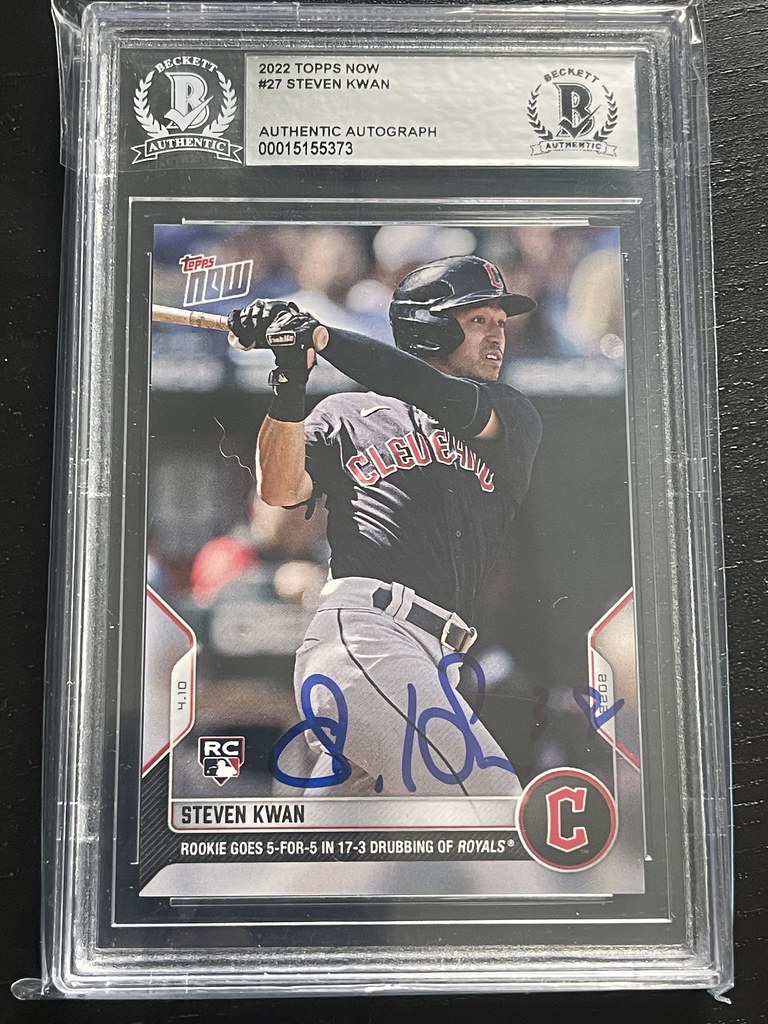 BECKETT
B
AUTHENTIC
2022 TOPPS NOW
#27 STEVEN KWAN
AUTHENTIC AUTOGRAPH
00015155373
BECKETT
B
AUTHENTIC
topps
NOW
C
CLEVELAND
4.10
2022
RC
STEVEN KWAN
C
ROOKIE GOES 5-FOR-5 IN 17-3 DRUBBING OF ROYALS®